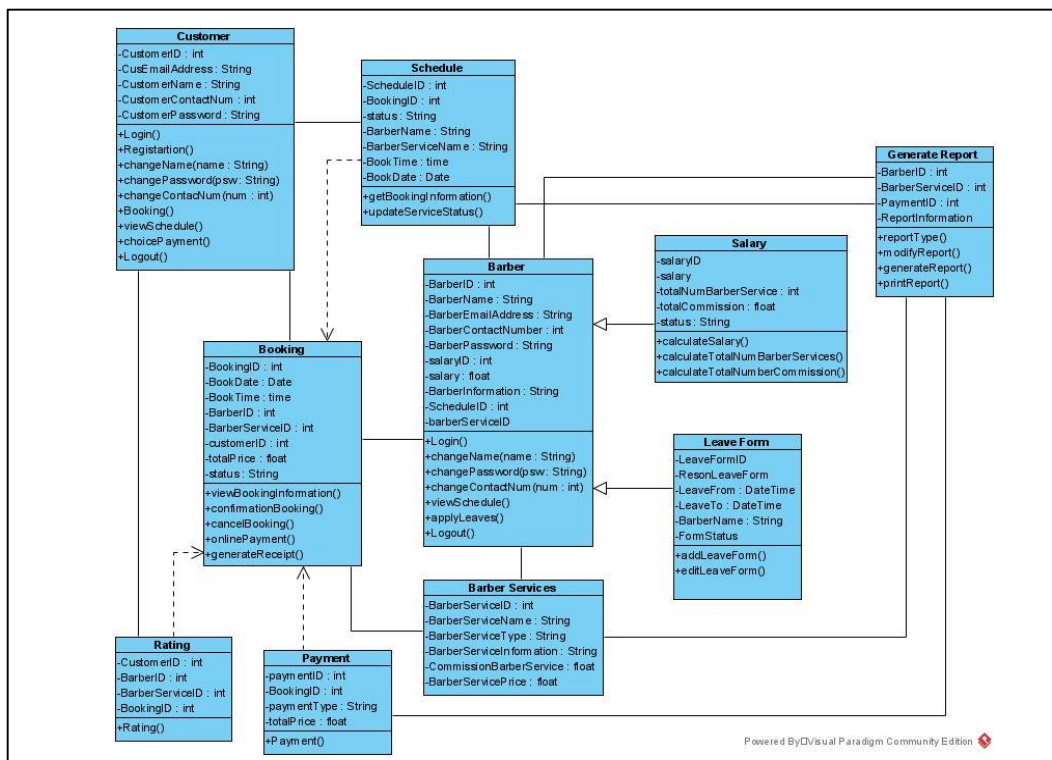 Customer
-CustomerID : int
-CusEmailAddress : String
-CustomerName : String
-CustomerContactNum : int
-CustomerPassword : String
+Login()
+Registartion()
+changeName(name : String)
+changePassword(psw : String)
+changeContacNum(num : int)
+Booking()
+viewSchedule()
+choicePayment()
+Logout()
Schedule
-ScheduleID : int
-BookingID : int
-status : String
-BarberName : String
-BarberServiceName : String
-BookTime : time
-BookDate : Date
+getBookingInformation()
+updateServiceStatus()
Generate Report
-BarberID : int
-BarberServiceID : int
-PaymentID : int
-ReportInformation
+reportType()
+modifyReport()
+generateReport()
+printReport()
Salary
-salaryID
-salary
-totalNumBarberService : int
-totalCommission : float
-status : String
+calculateSalary()
+calculateTotalNumBarberServices()
+calculateTotalNumberCommission()
Barber
-BarberID : int
-BarberName : String
-BarberEmailAddress : String
-BarberContactNumber : int
-BarberPassword : String
-salaryID : int
-salary : float
-BarberInformation : String
-ScheduleID : int
-barberServiceID
+Login()
+changeName(name : String)
+changePassword(psw : String)
+changeContactNum(num : int)
+viewSchedule()
+applyLeaves()
+Logout()
Booking
-BookingID : int
-BookDate : Date
-BookTime : time
-BarberID : int
-BarberServiceID : int
-customerID : int
-totalPrice : float
-status : String
+viewBookingInformation()
+confirmationBooking()
+cancelBooking()
+onlinePayment()
+generateReceipt()
Leave Form
-LeaveFormID
-ResonLeaveForm
-LeaveFrom : DateTime
-LeaveTo : DateTime
-BarberName : String
-FormStatus
+addLeaveForm()
+editLeaveForm()
Barber Services
-BarberServiceID : int
-BarberServiceName : String
-BarberServiceType : String
-BarberServiceInformation : String
-CommissionBarberService : float
-BarberServicePrice : float
Rating
-CustomerID : int
-BarberID : int
-BarberServiceID : int
-BookingID : int
+Rating()
Payment
-paymentID : int
-BookingID : int
-paymentType : String
-totalPrice : float
+Payment()
Powered By□Visual Paradigm Community Edition